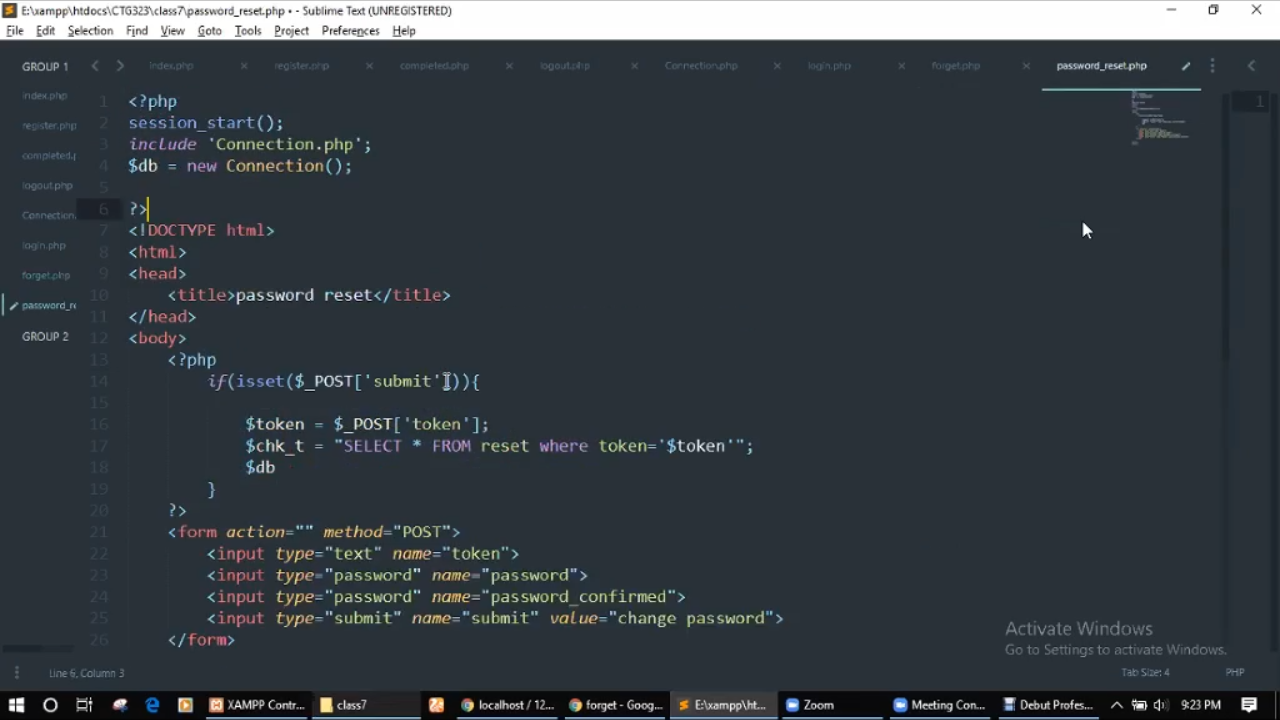 E:\xampp\htdocs\CTG323\class7\password_reset.php • - Sublime Text (UNREGISTERED)
File Edit Selection Find View Goto Tools Project Preferences Help
GROUP 1 index.php register.php completed.php logout.php Connection.php login.php forget.php password_reset.php
index.php
register.php
completed.p
logout.php
Connection.
login.php
forget.php
password_re
GROUP 2
1 <?php
2 session_start();
3 include 'Connection.php';
4 $db = new Connection();
5
6 ?>
7 <!DOCTYPE html>
8 <html>
9 <head>
10 <title>password reset</title>
11 </head>
12 <body>
13 <?php
14 if(isset($_POST['submit'])){
15
16 $token = $_POST['token'];
17 $chk_t = "SELECT * FROM reset where token='$token'";
18 $db
19 }
20 ?>
21 <form action="" method="POST">
22 <input type="text" name="token">
23 <input type="password" name="password">
24 <input type="password" name="password_confirmed">
25 <input type="submit" name="submit" value="change password">
26 </form>
1
Activate Windows
Go to Settings to activate Windows.
Line 6, Column 3 Tab Size: 4 PHP
XAMPP Contr... class7 localhost / 12... forget - Goog... E:\xampp\ht... Zoom Meeting Con... Debut Profes... 9:23 PM